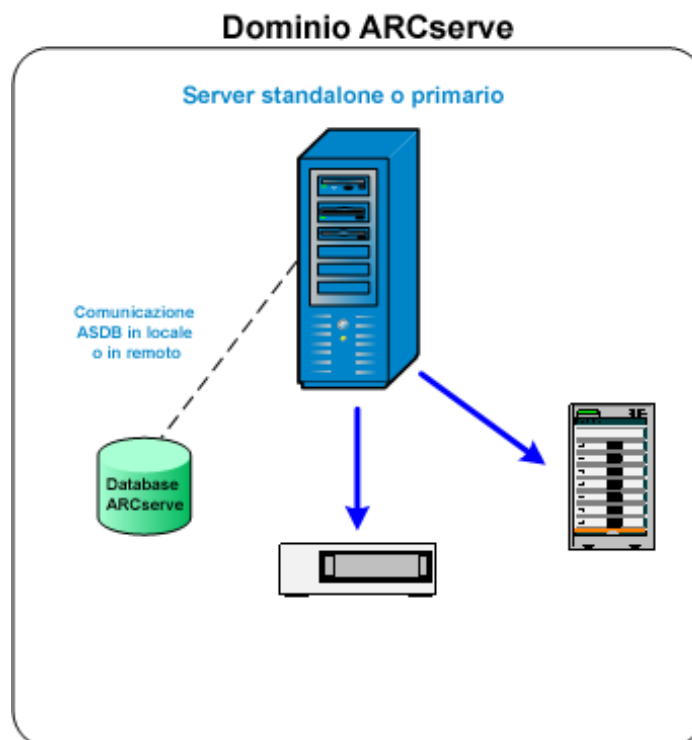 Dominio ARCserve
Server standalone o primario
Comunicazione
ASDB in locale
o in remoto
Database
ARCserve